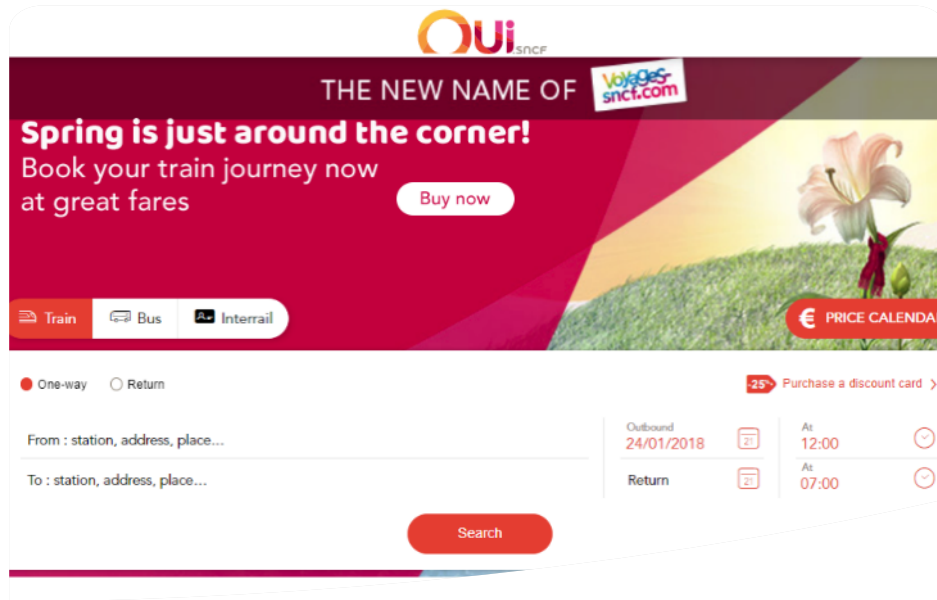 OUi
.SNCF
THE NEW NAME OF
Voyages-
sncf.com
Spring is just around the corner!
Book your train journey now
at great fares
Buy now
Train
Bus
Interrail
€ PRICE CALENDA
One-way
Return
-25%
Purchase a discount card
From : station, address, place...
Outbound
24/01/2018
21
At
12:00
To : station, address, place...
Return
21
At
07:00
Search